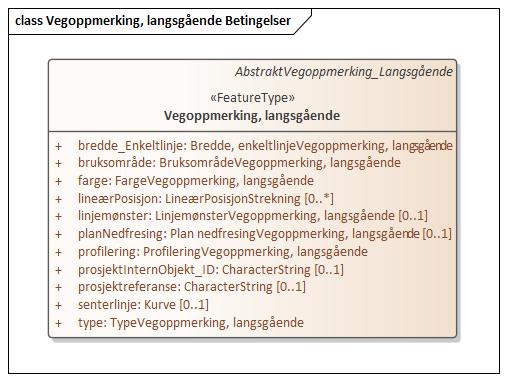 class Vegoppmerking, langsgående Betingelser
AbstraktVegoppmerking_Langsgående
«FeatureType»
Vegoppmerking, langsgående
+ bredde_Enkeltlinje: Bredde, enkeltlinjeVegoppmerking, langsgående
+ bruksområde: BruksområdeVegoppmerking, langsgående
+ farge: FargeVegoppmerking, langsgående
+ lineærPosisjon: LineærPosisjonStrekning [0..*]
+ linjemønster: LinjemønsterVegoppmerking, langsgående [0..1]
+ planNedfresing: Plan nedfresingVegoppmerking, langsgående [0..1]
+ profilering: ProfileringVegoppmerking, langsgående
+ prosjektInternObjekt_ID: CharacterString [0..1]
+ prosjektreferanse: CharacterString [0..1]
+ senterlinje: Kurve [0..1]
+ type: TypeVegoppmerking, langsgående